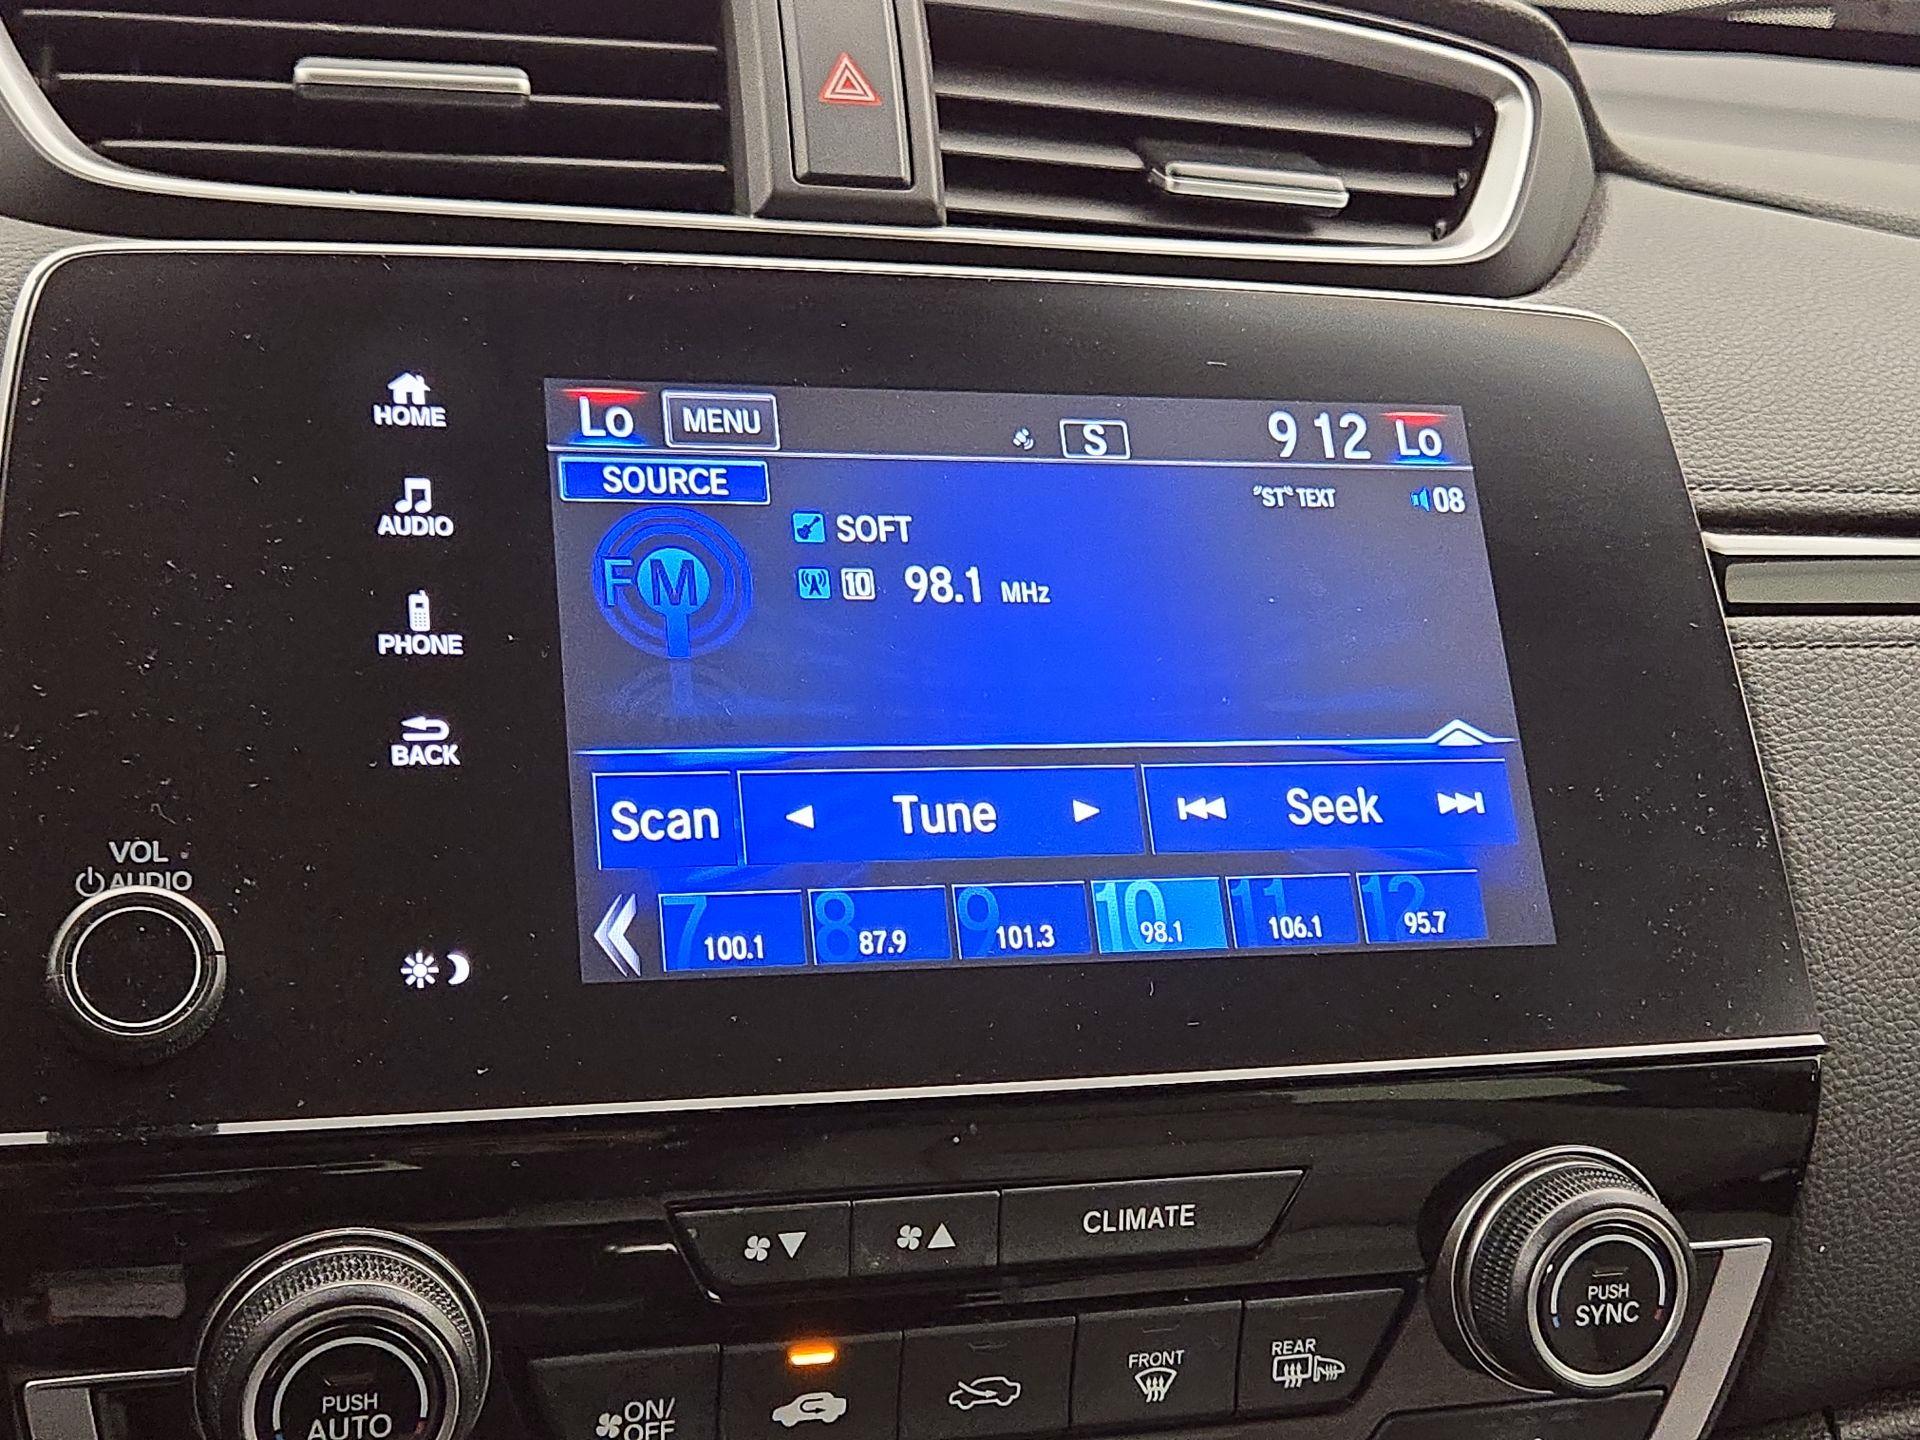 HOME
AUDIO
PHONE
BACK
VOL
AUDIO
Lo MENU S 9 12 Lo
SOURCE
"ST" TEXT 08
FM
SOFT
10 98.1 MHz
Scan Tune Seek
7 100.1
8 87.9
9 101.3
10 98.1
11 106.1
12 95.7
CLIMATE
PUSH
SYNC
PUSH
AUTO
ON/
OFF
FRONT
REAR